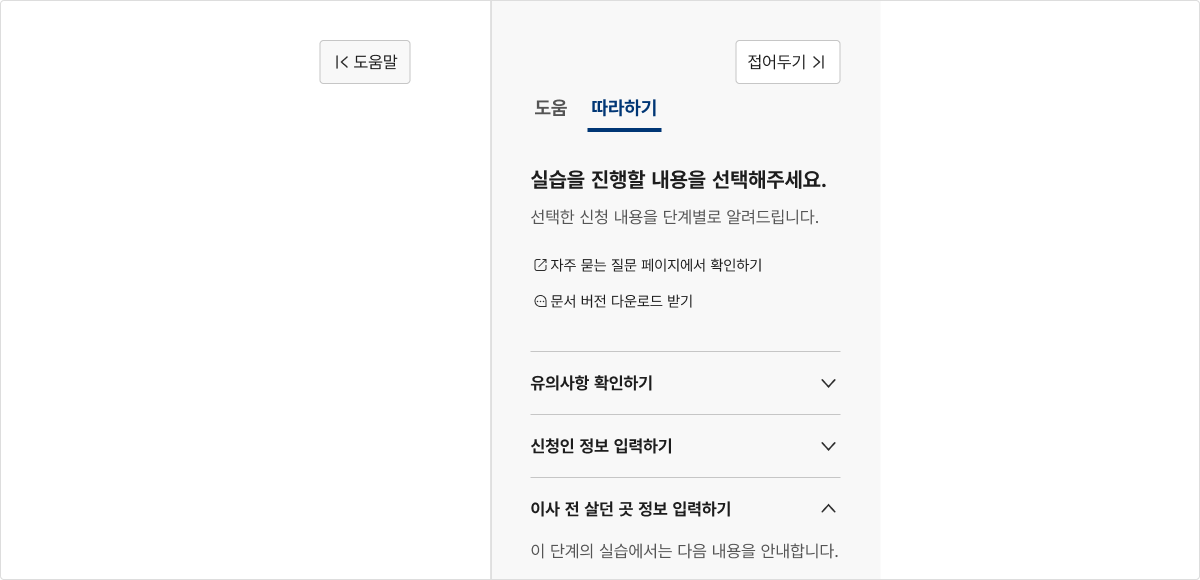 도움말
접어두기
도움 따라하기
실습을 진행할 내용을 선택해주세요.
선택한 신청 내용을 단계별로 알려드립니다.
자주 묻는 질문 페이지에서 확인하기
문서 버전 다운로드 받기
유의사항 확인하기
신청인 정보 입력하기
이사 전 살던 곳 정보 입력하기
이 단계의 실습에서는 다음 내용을 안내합니다.